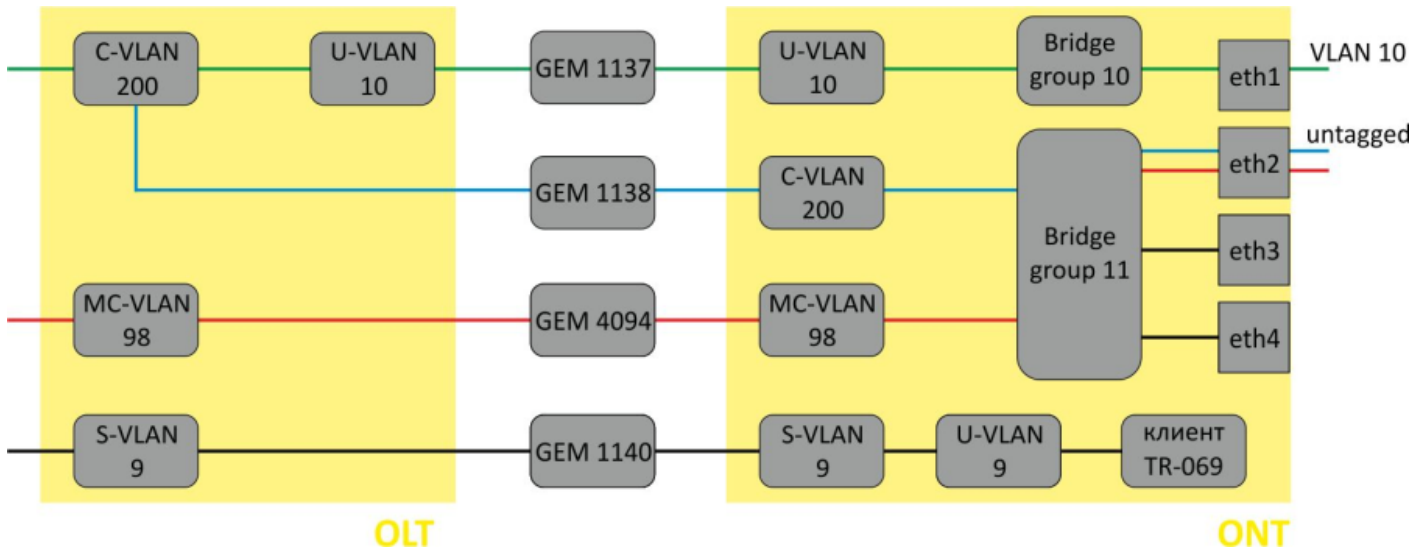 C-VLAN
200
U-VLAN
10
GEM 1137
U-VLAN
10
Bridge
group 10
eth1
VLAN 10
GEM 1138
C-VLAN
200
Bridge
group 11
eth2
untagged
eth3
MC-VLAN
98
GEM 4094
MC-VLAN
98
eth4
S-VLAN
9
GEM 1140
S-VLAN
9
U-VLAN
9
клиент
TR-069
OLT
ONT